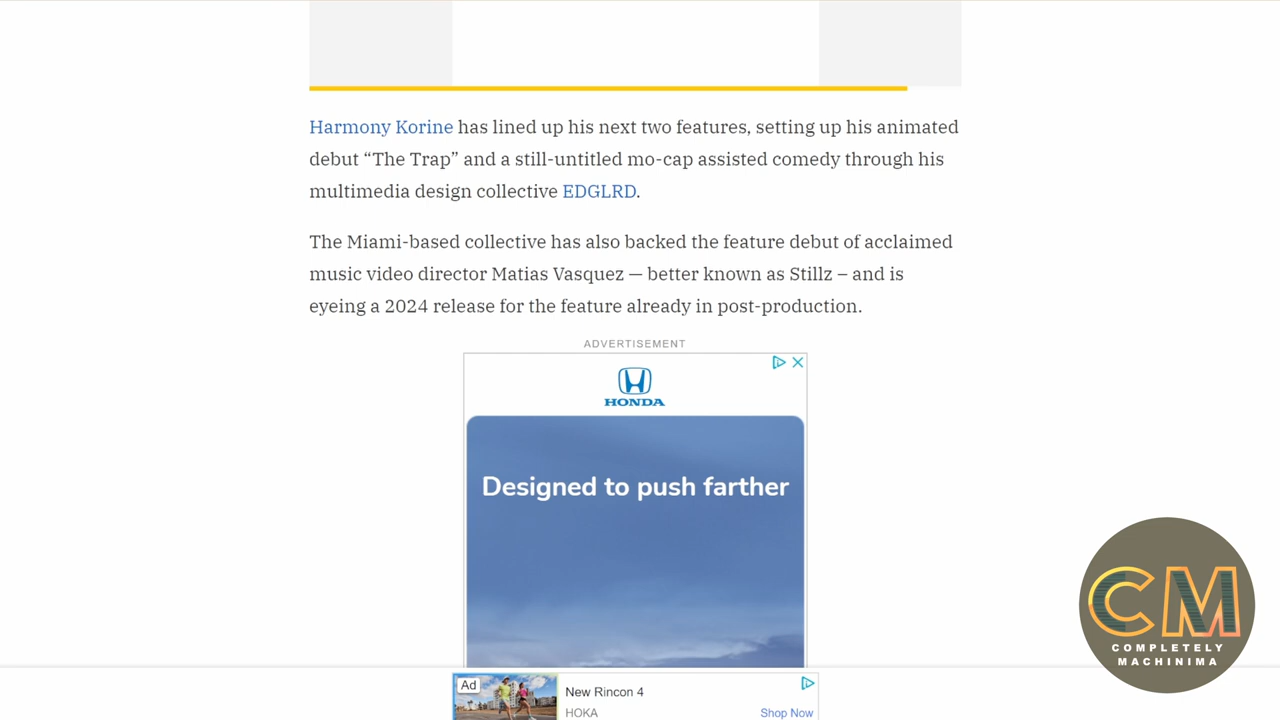 Harmony Korine has lined up his next two features, setting up his animated
debut “The Trap” and a still-untitled mo-cap assisted comedy through his
multimedia design collective EDGLRD.
The Miami-based collective has also backed the feature debut of acclaimed
music video director Matias Vasquez — better known as Stillz – and is
eyeing a 2024 release for the feature already in post-production.
ADVERTISEMENT
HONDA
Designed to push farther
CM
COMPLETELY
MACHINIMA
Ad
New Rincon 4
HOKA
Shop Now